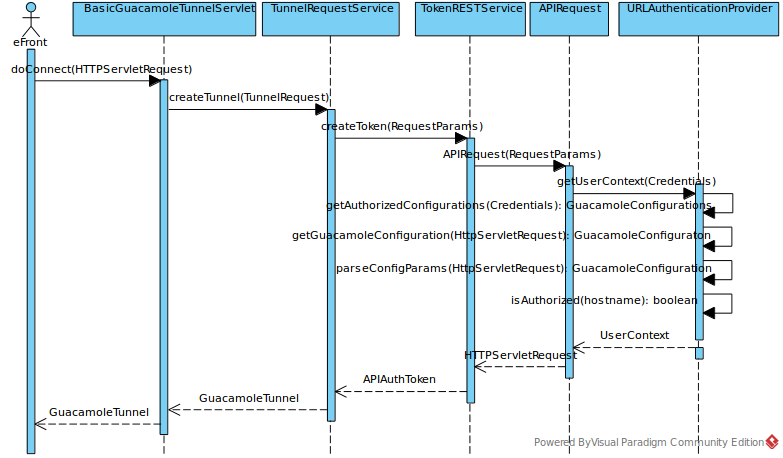 BasicGuacamoleTunnelServlet
TunnelRequestService
TokenRESTService
APIRequest
URLAuthenticationProvider
eFront
doConnect(HTTPServletRequest)
createTunnel(TunnelRequest)
createToken(RequestParams)
APIRequest(RequestParams)
getUserContext(Credentials)
getAuthorizedConfigurations(Credentials): GuacamoleConfigurations
getGuacamoleConfiguration(HttpServletRequest): GuacamoleConfiguraton
parseConfigParams(HttpServletRequest): GuacamoleConfiguration
isAuthorized(hostname): boolean
UserContext
HTTPServletRequest
APIAuthToken
GuacamoleTunnel
GuacamoleTunnel
Powered ByVisual Paradigm Community Edition